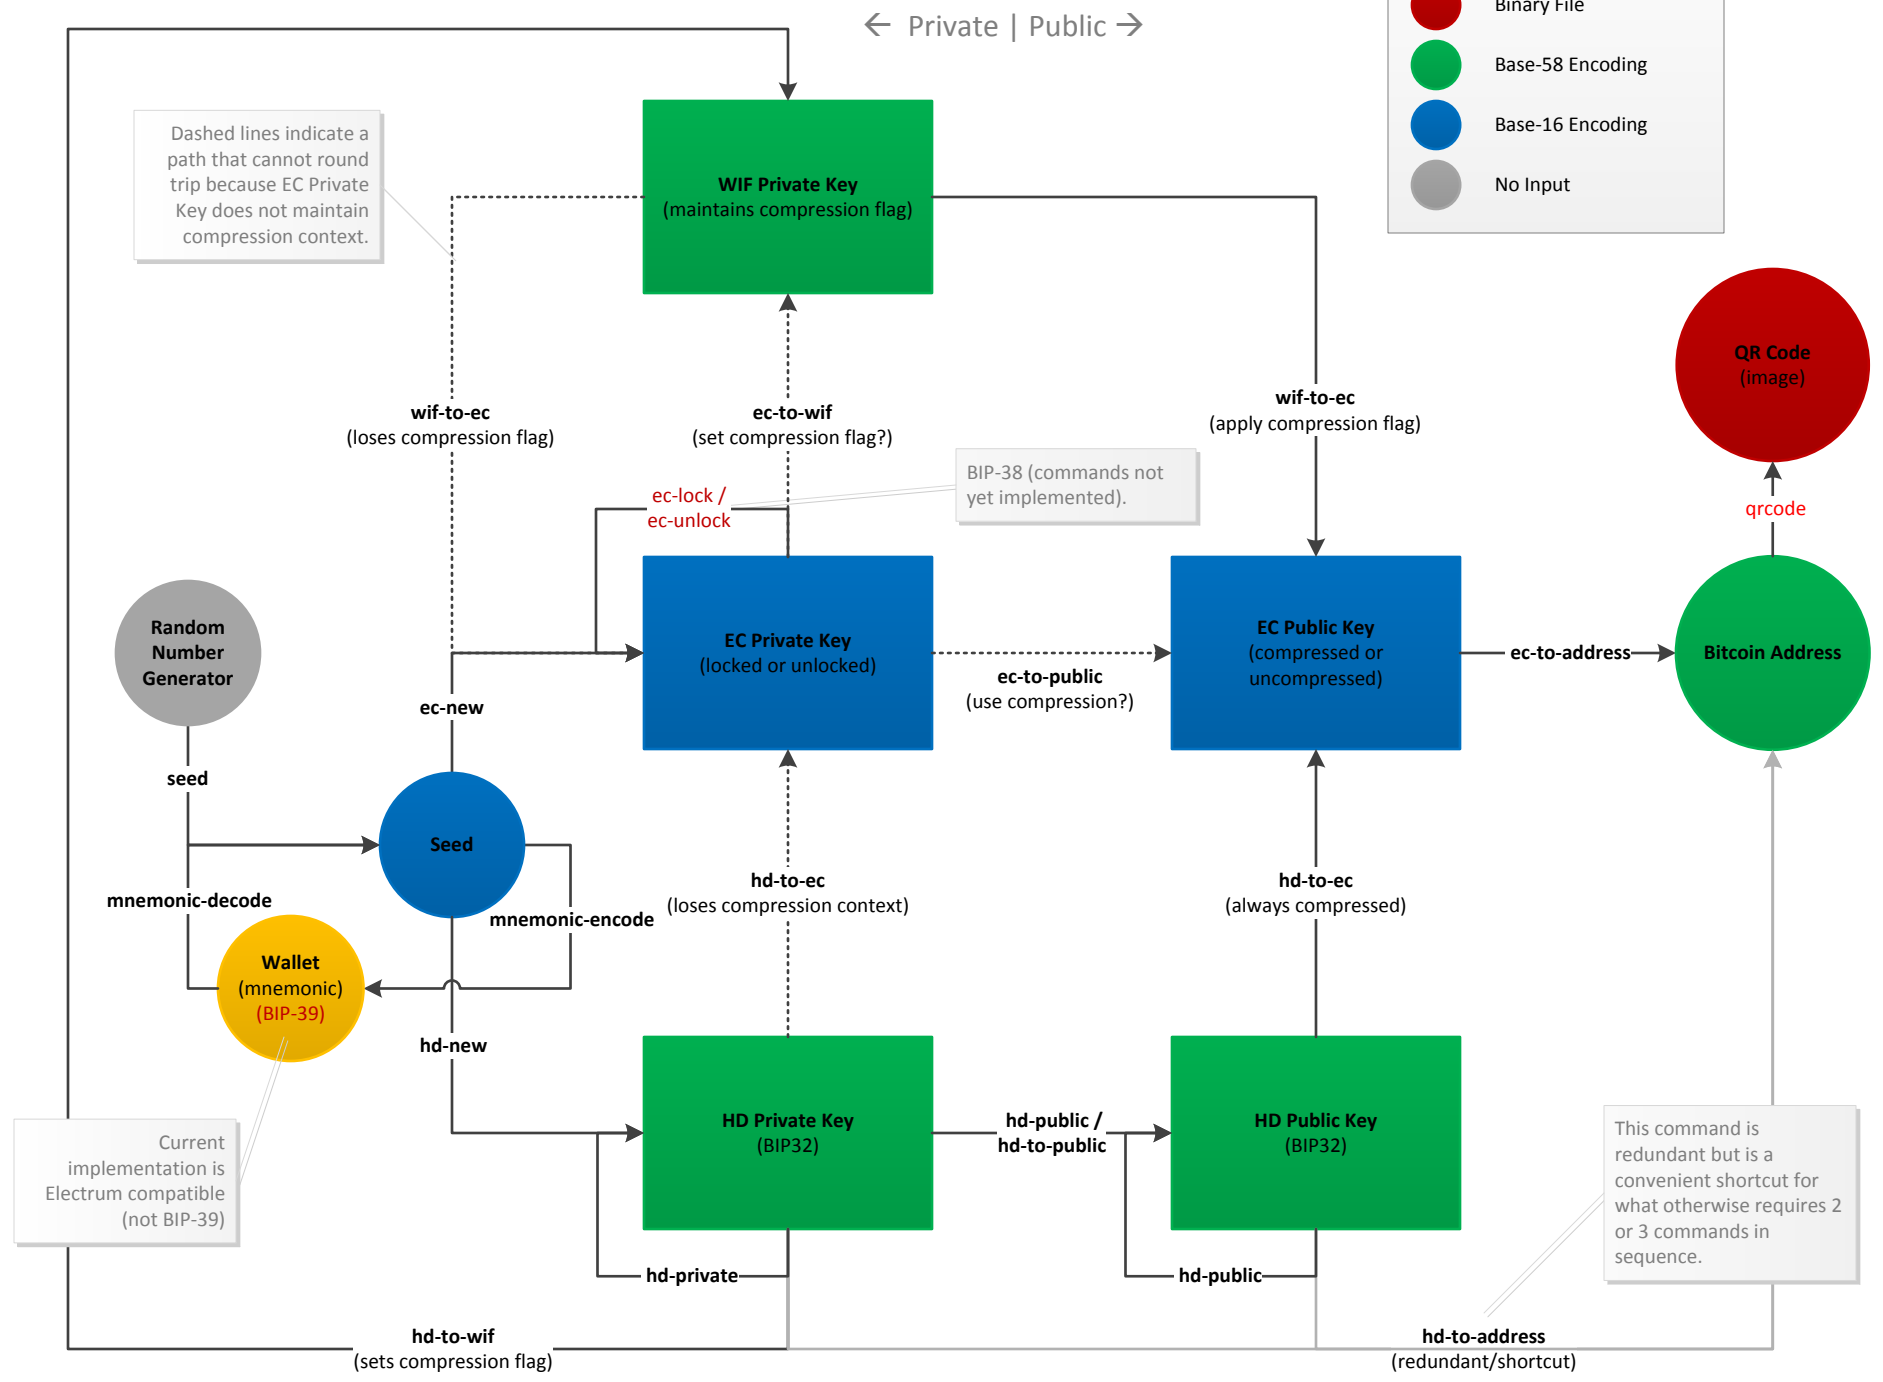 ← Private | Public →
Binary File
Base-58 Encoding
Base-16 Encoding
No Input
Dashed lines indicate a
path that cannot round
trip because EC Private
Key does not maintain
compression context.
WIF Private Key
(maintains compression flag)
QR Code
(image)
wif-to-ec
(loses compression flag)
ec-to-wif
(set compression flag?)
wif-to-ec
(apply compression flag)
BIP-38 (commands not
yet implemented).
ec-lock /
ec-unlock
qrcode
Random
Number
Generator
EC Private Key
(locked or unlocked)
ec-to-public
(use compression?)
EC Public Key
(compressed or
uncompressed)
ec-to-address
Bitcoin Address
ec-new
seed
Seed
mnemonic-decode
mnemonic-encode
hd-to-ec
(loses compression context)
hd-to-ec
(always compressed)
Wallet
(mnemonic)
(BIP-39)
hd-new
Current
implementation is
Electrum compatible
(not BIP-39)
HD Private Key
(BIP32)
hd-public /
hd-to-public
HD Public Key
(BIP32)
This command is
redundant but is a
convenient shortcut for
what otherwise requires 2
or 3 commands in
sequence.
hd-private
hd-public
hd-to-wif
(sets compression flag)
hd-to-address
(redundant/shortcut)